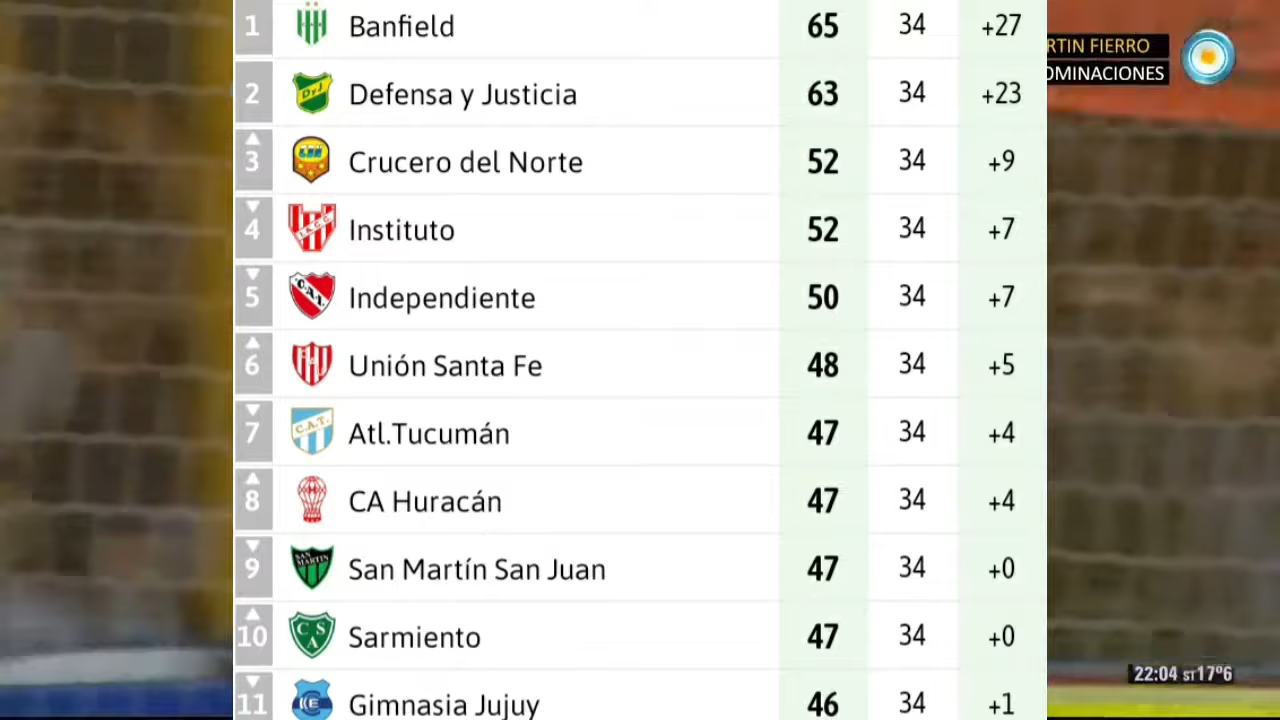 1 Banfield 65 34 +27
RTIN FIERRO
OMINACIONES
2 Defensa y Justicia 63 34 +23
3 Crucero del Norte 52 34 +9
4 Instituto 52 34 +7
5 Independiente 50 34 +7
6 Unión Santa Fe 48 34 +5
7 Atl.Tucumán 47 34 +4
8 CA Huracán 47 34 +4
9 San Martín San Juan 47 34 +0
10 Sarmiento 47 34 +0
22:04 ST 17º6
11 Gimnasia Jujuy 46 34 +1